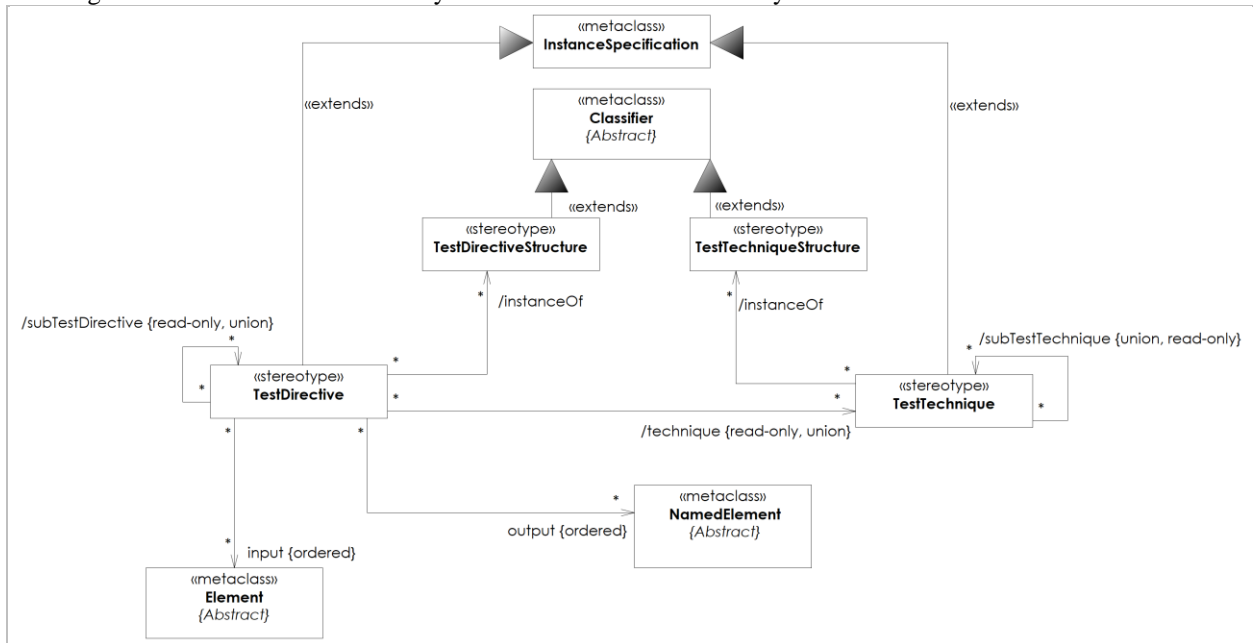 «metaclass»
InstanceSpecification
«extends»
«extends»
«metaclass»
Classifier
{Abstract}
«extends»
«extends»
«stereotype»
TestDirectiveStructure
«stereotype»
TestTechniqueStructure
*
/instanceOf
*
/instanceOf
/subTestDirective {read-only, union}
*
/subTestTechnique {union, read-only}
*
*
«stereotype»
TestDirective
*
*
*
*
«stereotype»
TestTechnique
*
*
/technique {read-only, union}
*
*
*
output {ordered}
«metaclass»
NamedElement
{Abstract}
*
input {ordered}
«metaclass»
Element
{Abstract}